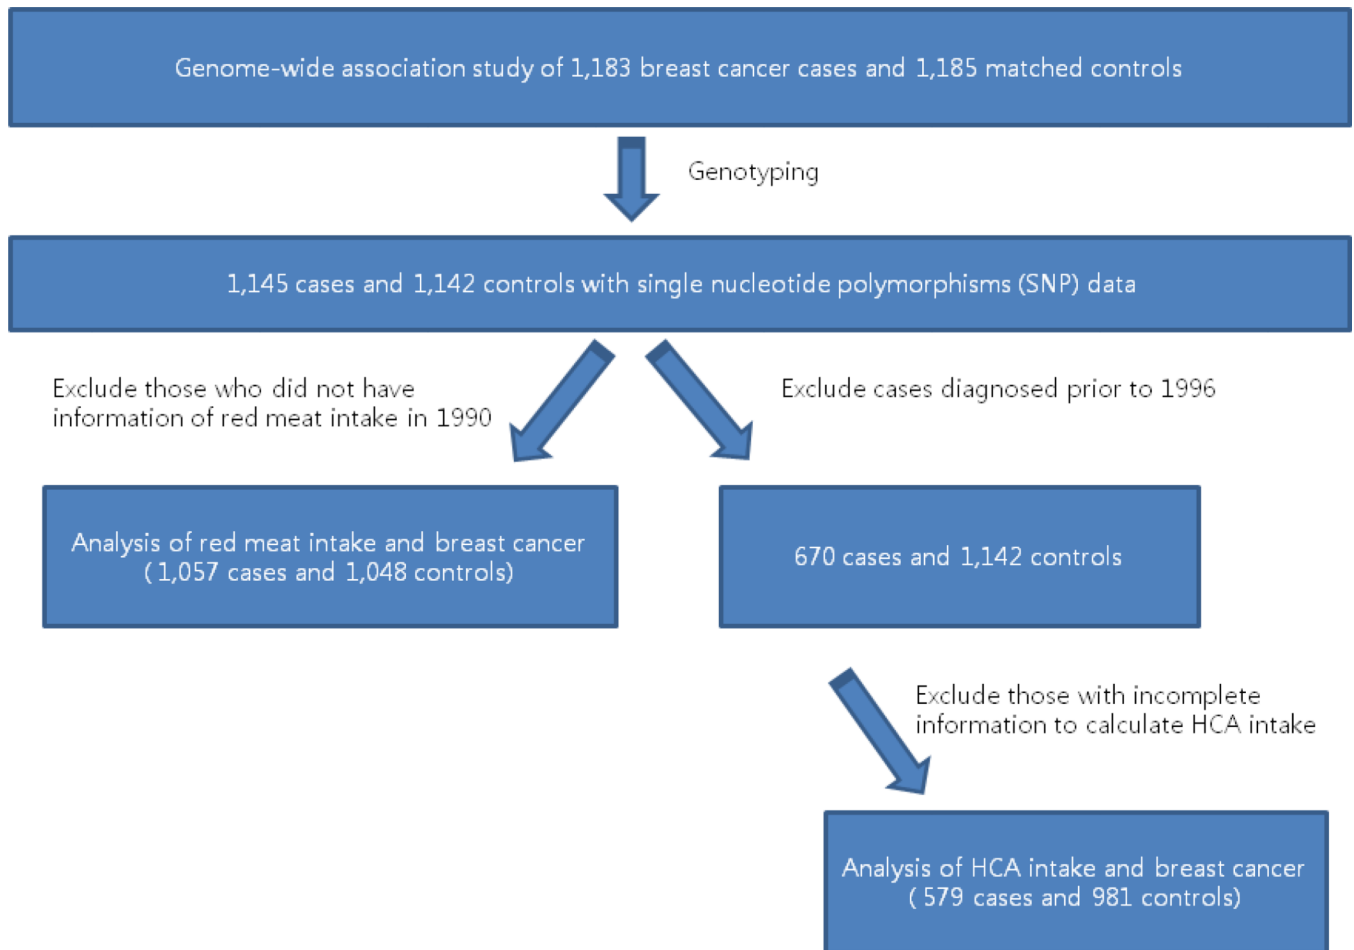 Genome-wide association study of 1,183 breast cancer cases and 1,185 matched controls
Genotyping
1,145 cases and 1,142 controls with single nucleotide polymorphisms (SNP) data
Exclude those who did not have
information of red meat intake in 1990
Exclude cases diagnosed prior to 1996
Analysis of red meat intake and breast cancer
( 1,057 cases and 1,048 controls)
670 cases and 1,142 controls
Exclude those with incomplete
information to calculate HCA intake
Analysis of HCA intake and breast cancer
( 579 cases and 981 controls)